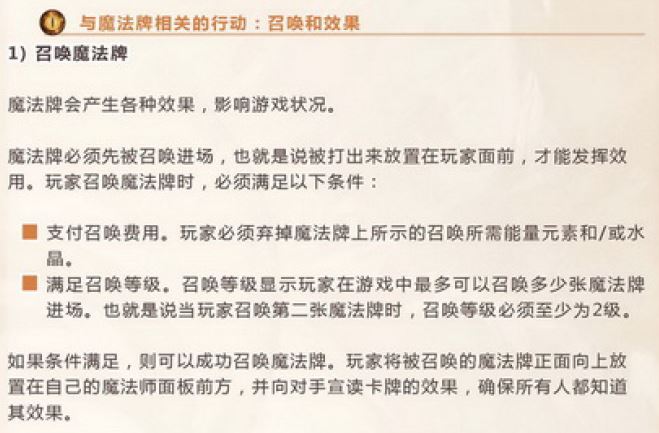 与魔法牌相关的行动：召唤和效果
1) 召唤魔法牌
魔法牌会产生各种效果，影响游戏状况。
魔法牌必须先被召唤进场，也就是说被打出来放置在玩家面前，才能发挥效
用。玩家召唤魔法牌时，必须满足以下条件：
■ 支付召唤费用。玩家必须弃掉魔法牌上所示的召唤所需能量元素和/或水
晶。
■ 满足召唤等级。召唤等级显示玩家在游戏中最多可以召唤多少张魔法牌
进场。也就是说当玩家召唤第二张魔法牌时，召唤等级必须至少为2级。
如果条件满足，则可以成功召唤魔法牌。玩家将被召唤的魔法牌正面向上放
置在自己的魔法师面板前方，并向对手宣读卡牌的效果，确保所有人都知道
其效果。